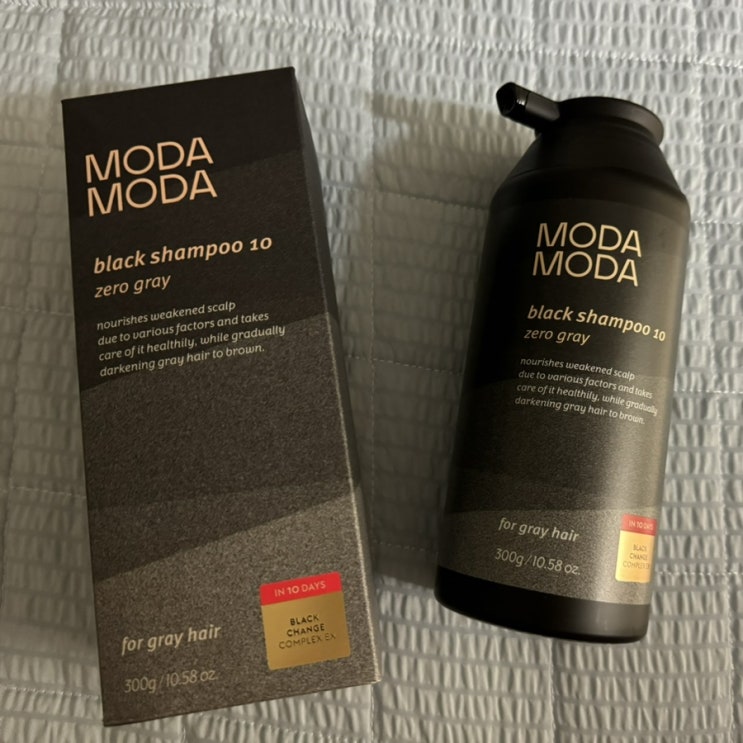 MODA
MODA
black shampoo 10
zero gray
nourishes weakened scalp
due to various factors and takes
care of it healthily, while gradually
darkening gray hair to brown.
for gray hair
300g / 10.58 oz.
IN 10 DAYS
BLACK
CHANGE
COMPLEX EX
MODA
MODA
black shampoo 10
zero gray
nourishes weakened scalp
due to various factors and takes
care of it healthily, while gradually
darkening gray hair to brown.
for gray hair
300g / 10.58 oz.
IN 10 DAYS
BLACK
CHANGE
COMPLEX EX